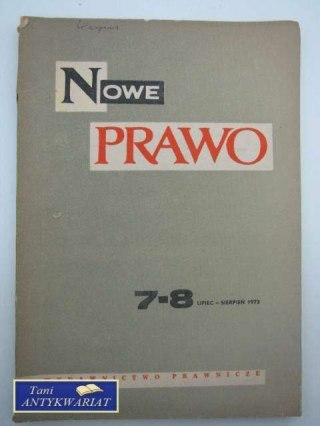 NOWE
PRAWO
7-8 LIPIEC – SIERPIEŃ 1973
WYDAWNICTWO PRAWNICZE
Tani
ANTYKWARIAT